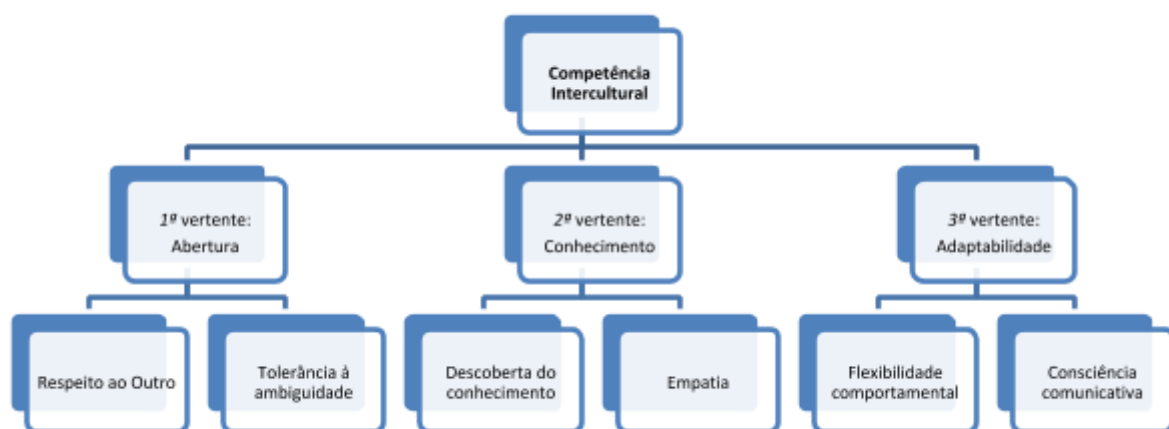 Competência
Intercultural
1ª vertente:
Abertura
2ª vertente:
Conhecimento
3ª vertente:
Adaptabilidade
Respeito ao Outro
Tolerância á
ambiguidade
Descoberta do
conhecimento
Empatia
Flexibilidade
comportamental
Consciência
comunicativa